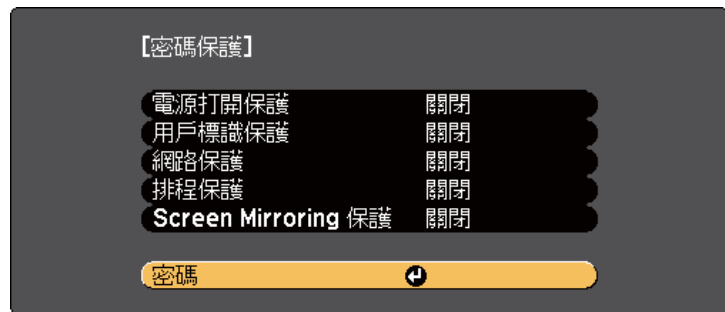 [密碼保護]
電源打開保護 關閉
用戶標識保護 關閉
網路保護 關閉
排程保護 關閉
Screen Mirroring 保護 關閉
密碼